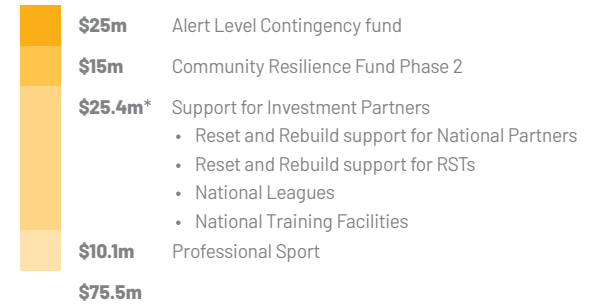 $25m Alert Level Contingency fund
$15m Community Resilience Fund Phase 2
$25.4m* Support for Investment Partners
• Reset and Rebuild support for National Partners
• Reset and Rebuild support for RSTs
• National Leagues
• National Training Facilities
$10.1m Professional Sport
$75.5m